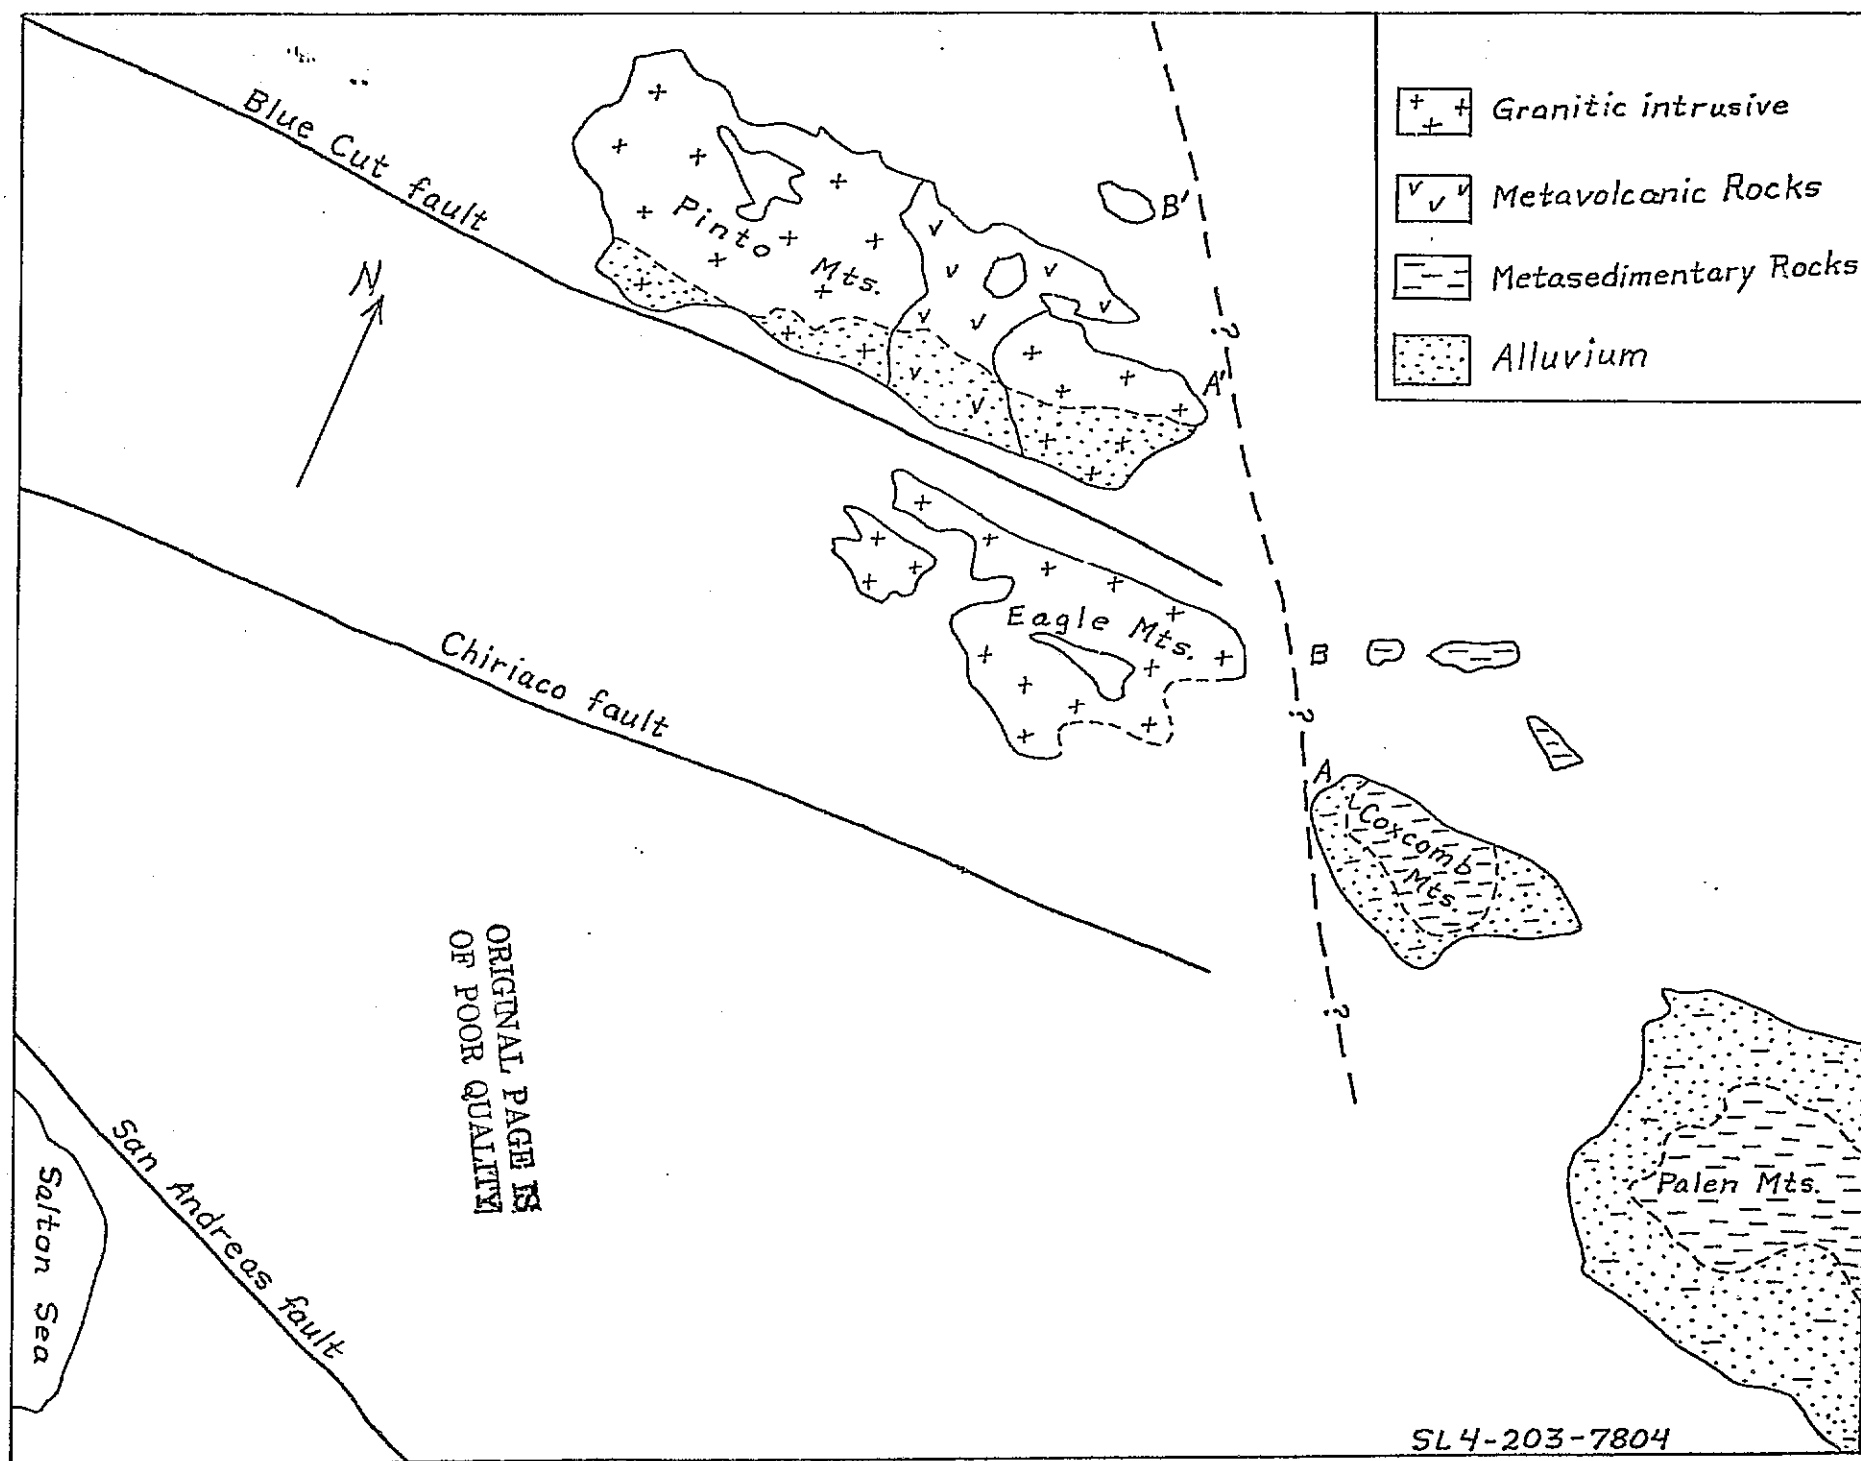 Granitic intrusive
Metavolcanic Rocks
Metasedimentary Rocks
Alluvium
Blue Cut fault
N
Pinto
Mts.
B'
?
A'
Eagle Mts.
B
?
A
Coxcomb
Mts.
Chiriaco fault
?
ORIGINAL PAGE IS
OF POOR QUALITY
San Andreas fault
Salton Sea
Palen Mts.
SL4-203-7804